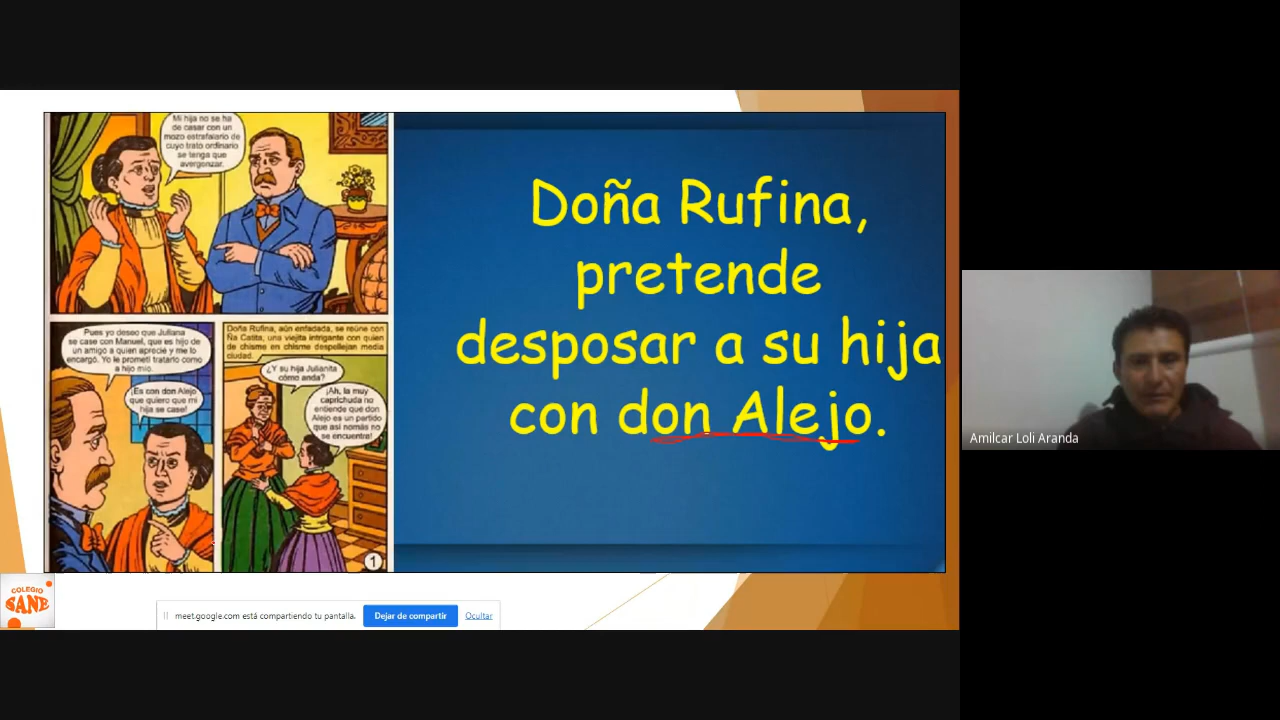 Mi hija no se ha
de casar con un
mozo estrafalario de
cuyo trato ordinario
se tenga que
avergonzar.
Doña Rufina,
pretende
desposar a su hija
con don Alejo.
Pues yo deseo que Juliana
se case con Manuel, que es hijo de
un amigo a quien aprecié y me lo
encargó. Yo le prometí tratarlo como
a hijo mío.
¡Es con don Alejo
que quiero que mi
hija se case!
Doña Rufina, aún enfadada, se reúne con
Ña Catita, una viejita intrigante con quien
de chisme en chisme despellejan media
ciudad.
¿Y su hija Julianita
cómo anda?
¡Ah, la muy
caprichuda no
entiende que don
Alejo es un partido
que así nomás no
se encuentra!
1
Amilcar Loli Aranda
COLEGIO
SANE
meet.google.com está compartiendo tu pantalla.
Dejar de compartir
Ocultar